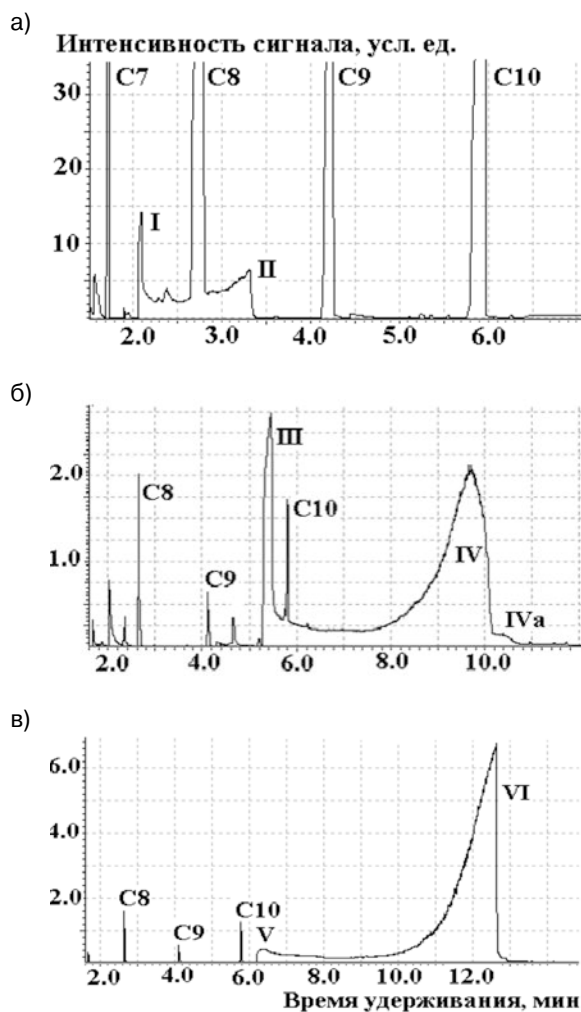 а)
Интенсивность сигнала, усл. ед.
30
20
10
C7
C8
C9
C10
I
II
2.0 3.0 4.0 5.0 6.0
б)
2.0
1.0
C8
C9
III
C10
IV
IVa
2.0 4.0 6.0 8.0 10.0
в)
6.0
4.0
2.0
C8
C9
C10
V
VI
2.0 4.0 6.0 8.0 10.0 12.0
Время удерживания, мин